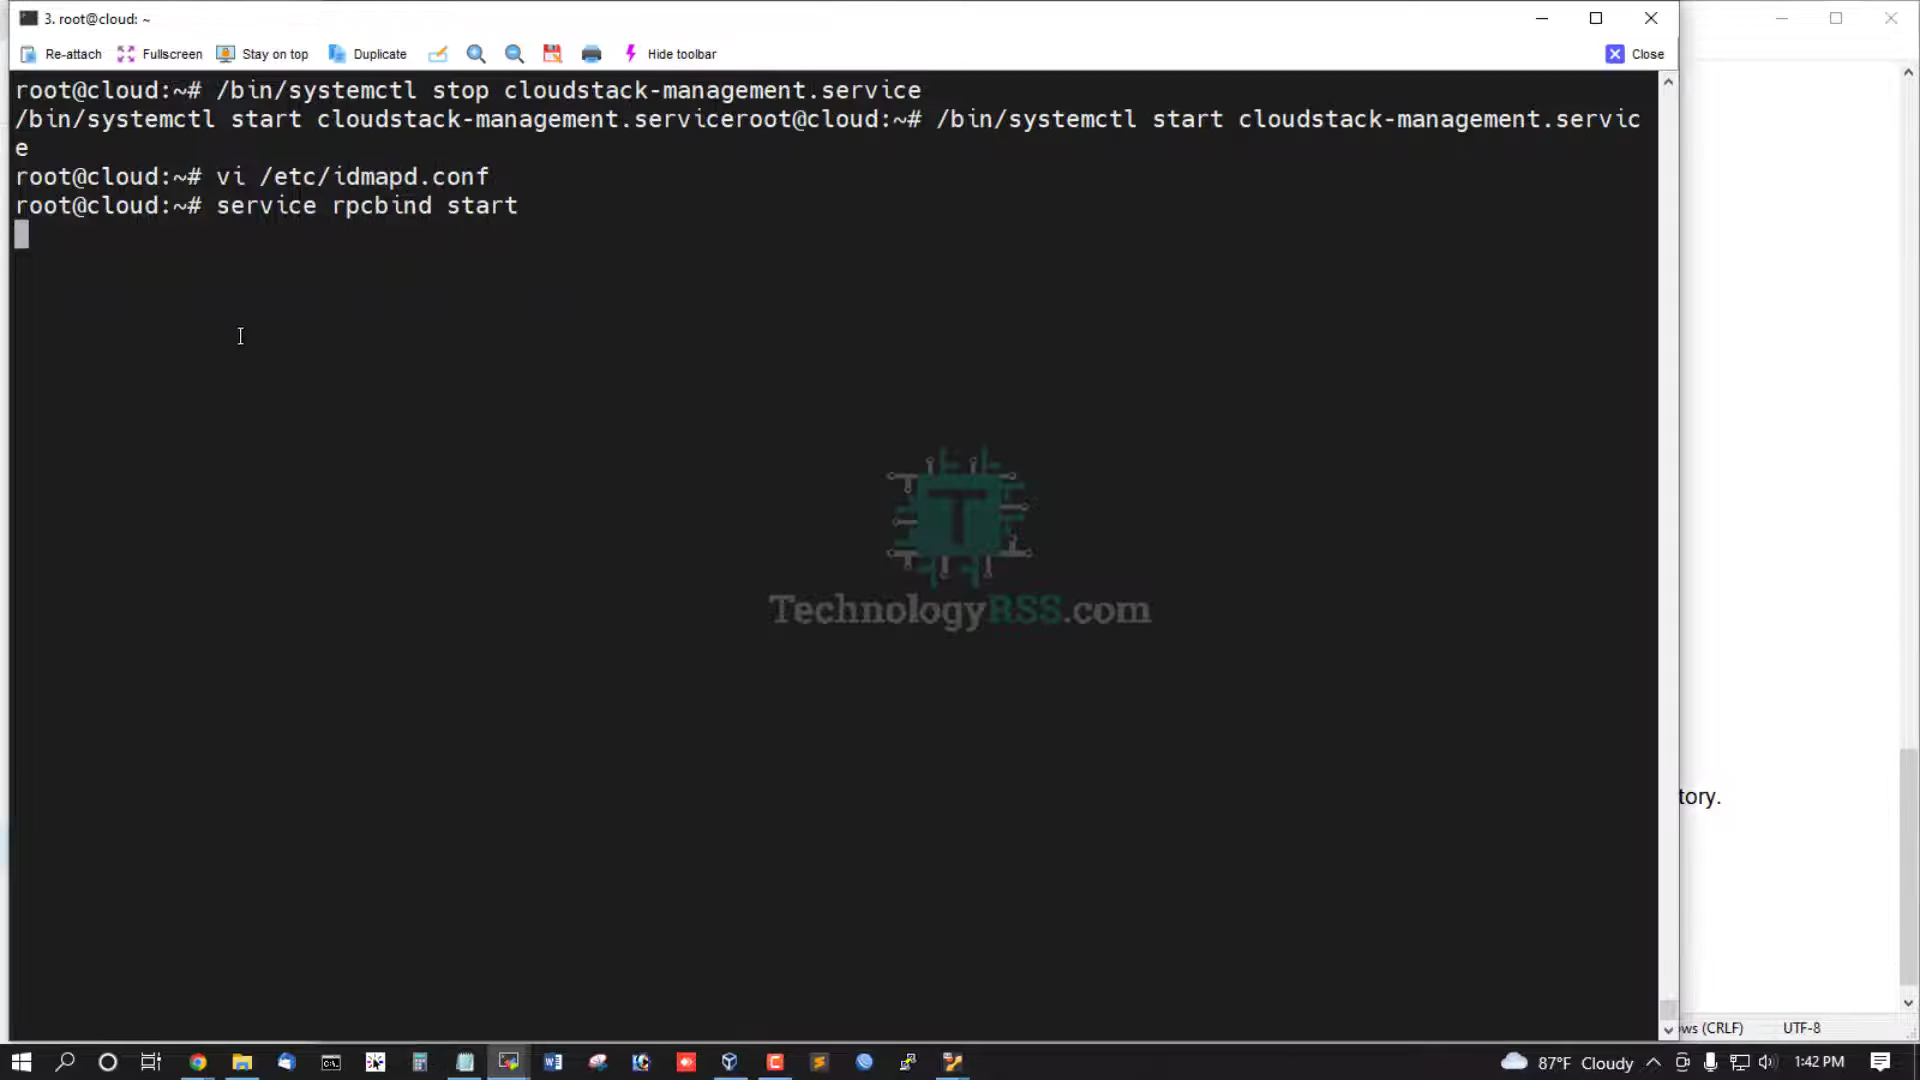 3. root@cloud: ~
Re-attach Fullscreen Stay on top Duplicate Hide toolbar Close
root@cloud:~# /bin/systemctl stop cloudstack-management.service
/bin/systemctl start cloudstack-management.serviceroot@cloud:~# /bin/systemctl start cloudstack-management.servic
e
root@cloud:~# vi /etc/idmapd.conf
root@cloud:~# service rpcbind start
T
TechnologyRSS.com
tory.
ws (CRLF) UTF-8
87°F Cloudy 1:42 PM